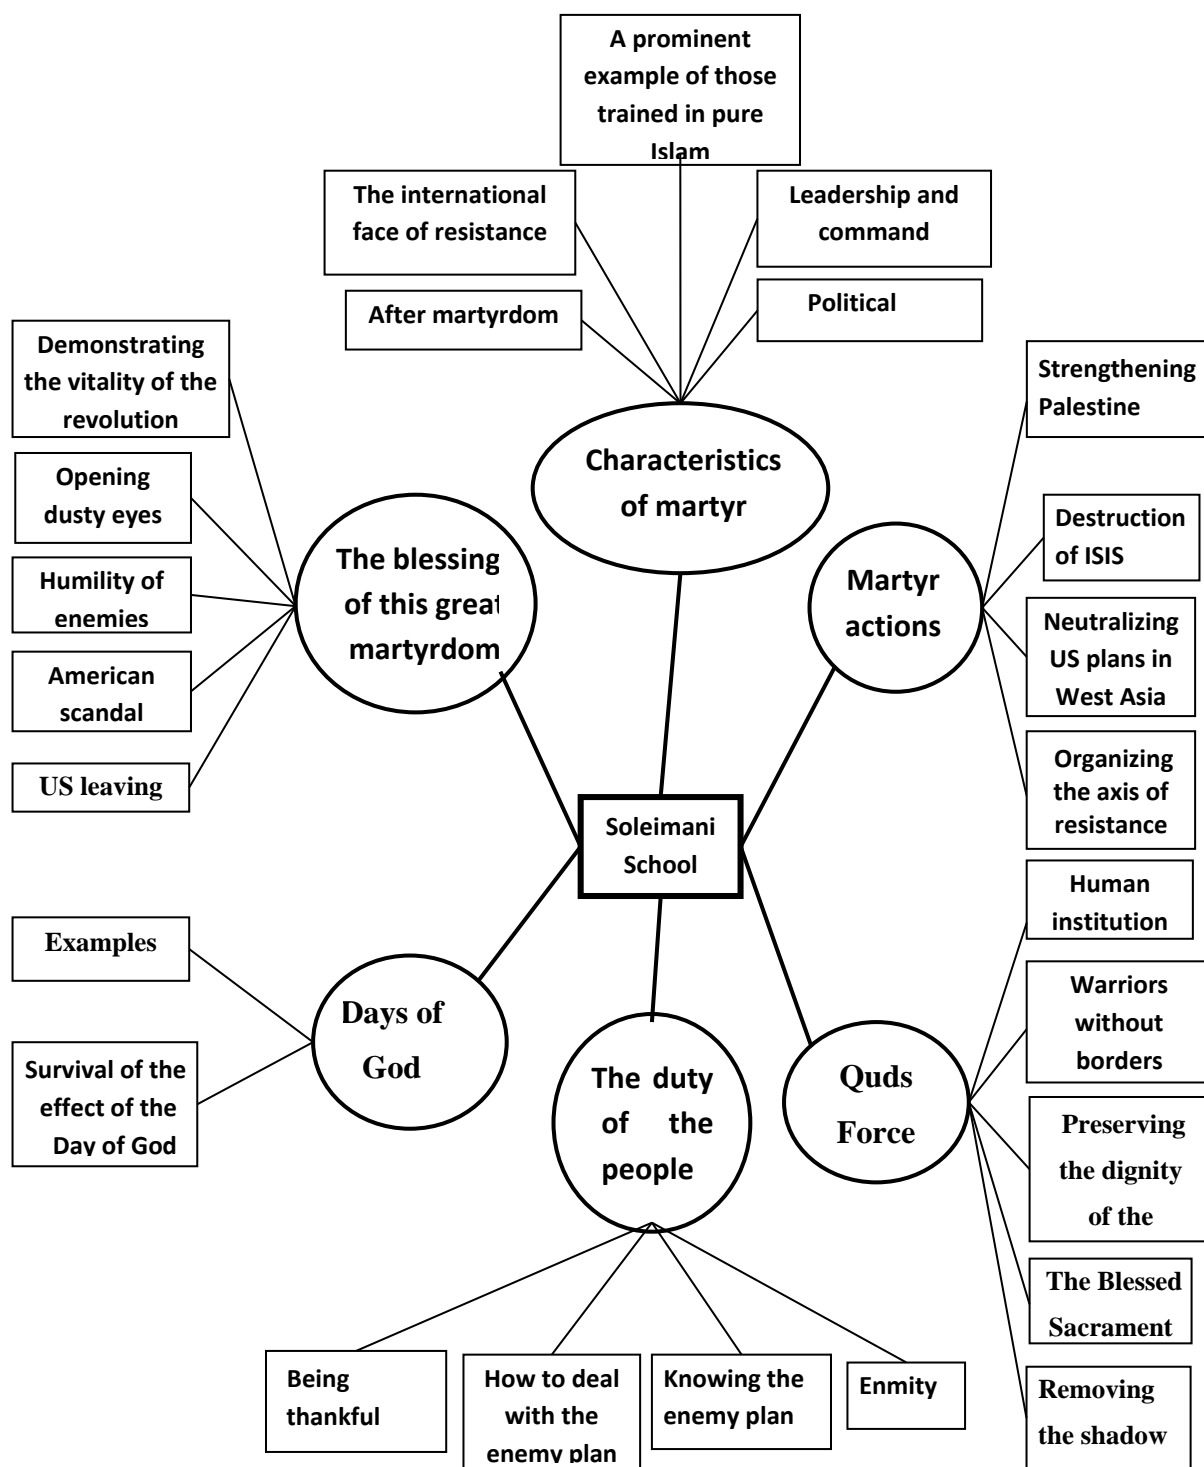 A prominent
example of those
trained in pure
Islam
The international
face of resistance
Leadership and
command
After martyrdom
Political
Demonstrating
the vitality of the
revolution
Opening
dusty eyes
Humility of
enemies
American
scandal
US leaving
The blessing
of this great
martyrdom
Characteristics
of martyr
Martyr
actions
Strengthening
Palestine
Destruction
of ISIS
Neutralizing
US plans in
West Asia
Organizing
the axis of
resistance
Soleimani
School
Examples
Survival of the
effect of the
Day of God
Days of
God
The duty
of the
people
Quds
Force
Human
institution
Warriors
without
borders
Preserving
the dignity
of the
The Blessed
Sacrament
Removing
the shadow
Being
thankful
How to deal
with the
enemy plan
Knowing the
enemy plan
Enmity